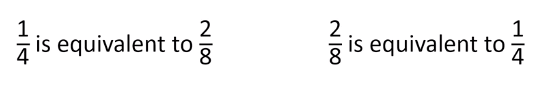 1/4 is equivalent to 2/8
2/8 is equivalent to 1/4